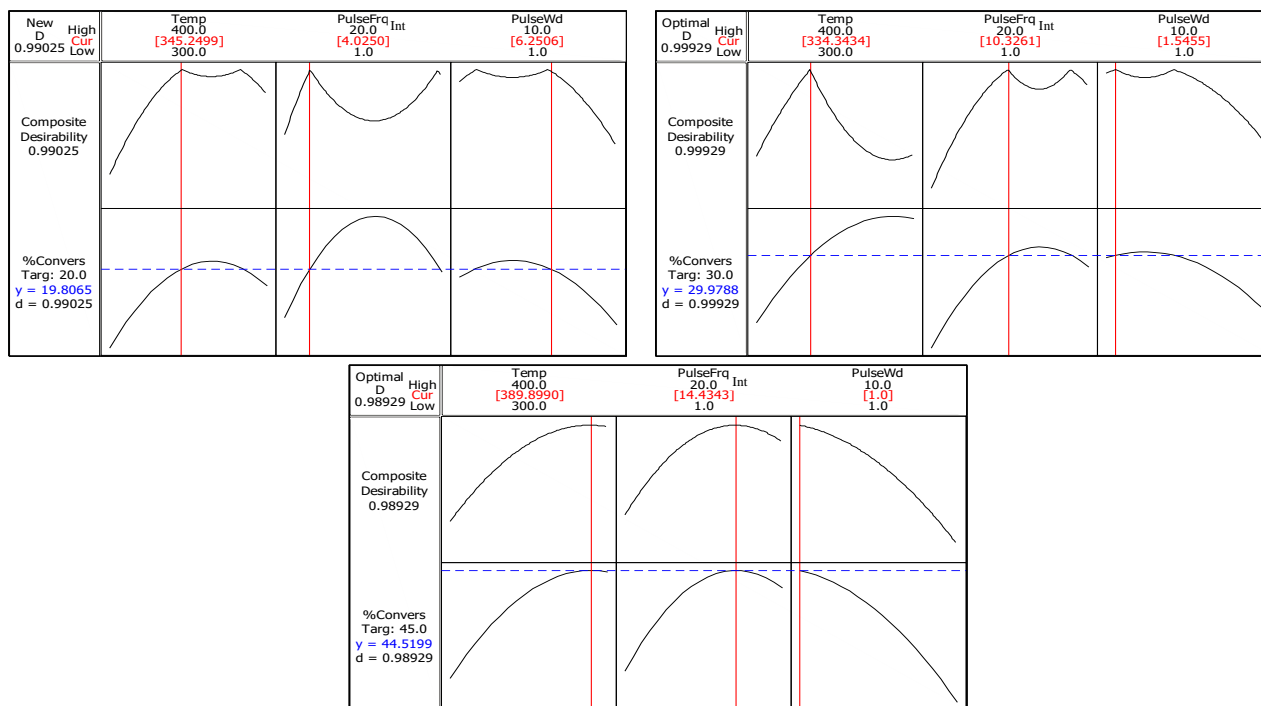 New
D
0.99025
High
Cur
Low
Temp
400.0
[345.2499]
300.0
PulseFrq
20.0 Int
[4.0250]
1.0
PulseWd
10.0
[6.2506]
1.0
Composite
Desirability
0.99025
%Convers
Targ: 20.0
y = 19.8065
d = 0.99025
Optimal
D
0.99929
High
Cur
Low
Temp
400.0
[334.3434]
300.0
PulseFrq
20.0 Int
[10.3261]
1.0
PulseWd
10.0
[1.5455]
1.0
Composite
Desirability
0.99929
%Convers
Targ: 30.0
y = 29.9788
d = 0.99929
Optimal
D
0.98929
High
Cur
Low
Temp
400.0
[389.8990]
300.0
PulseFrq
20.0 Int
[14.4343]
1.0
PulseWd
10.0
[1.0]
1.0
Composite
Desirability
0.98929
%Convers
Targ: 45.0
y = 44.5199
d = 0.98929